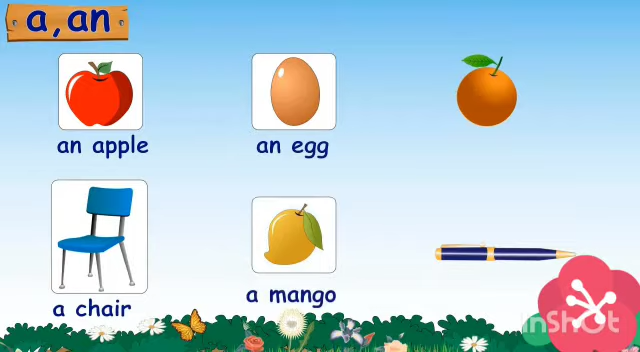 a, an
an apple
an egg
a chair
a mango
inshot